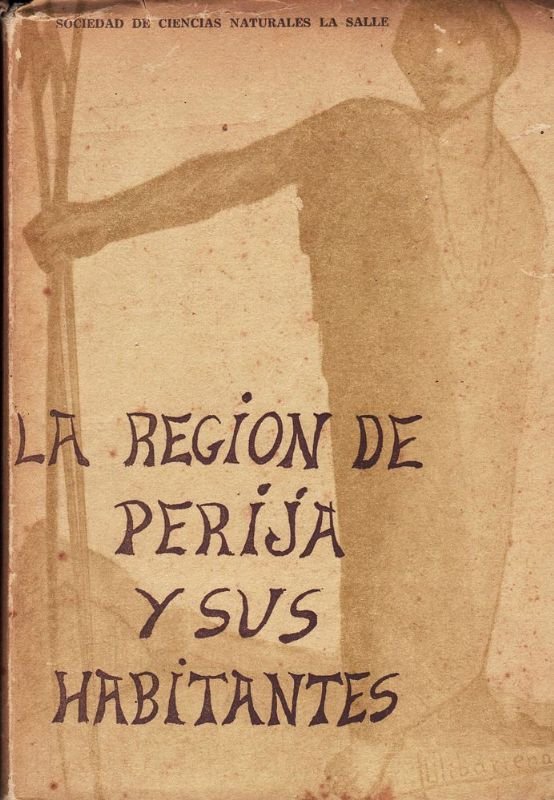 SOCIEDAD DE CIENCIAS NATURALES LA SALLE
LA REGION DE
PERIJA
Y SUS
HABITANTES